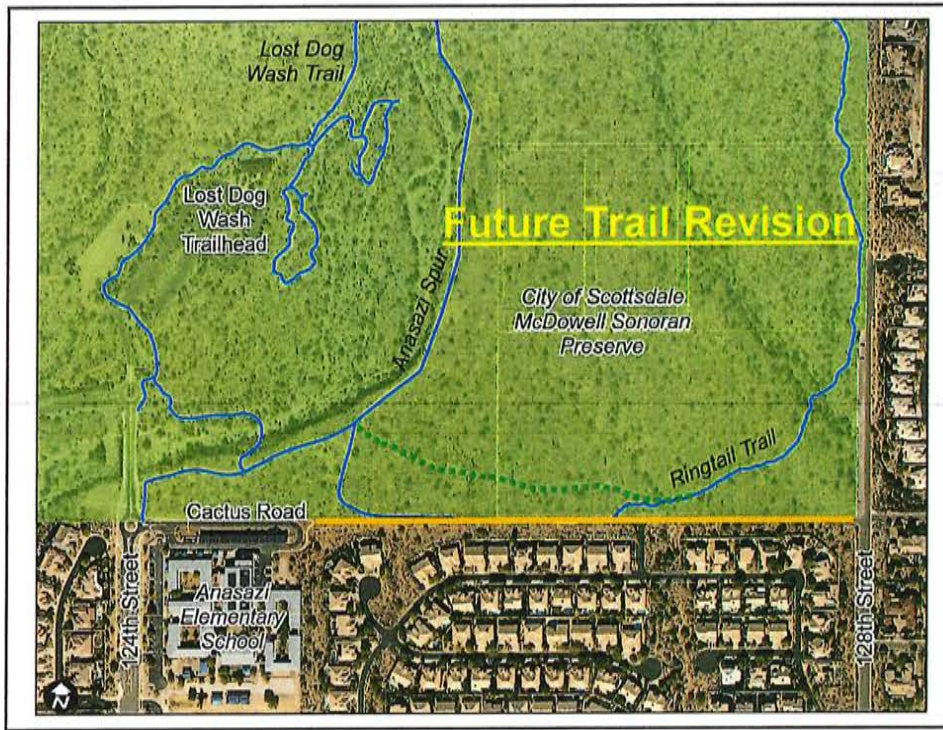 Lost Dog
Wash Trail
Lost Dog
Wash
Trailhead
Future Trail Revision
Anasazi Spur
City of Scottsdale
McDowell Sonoran
Preserve
Ringtail Trail
Cactus Road
124th Street
Anasazi
Elementary
School
128th Street
N